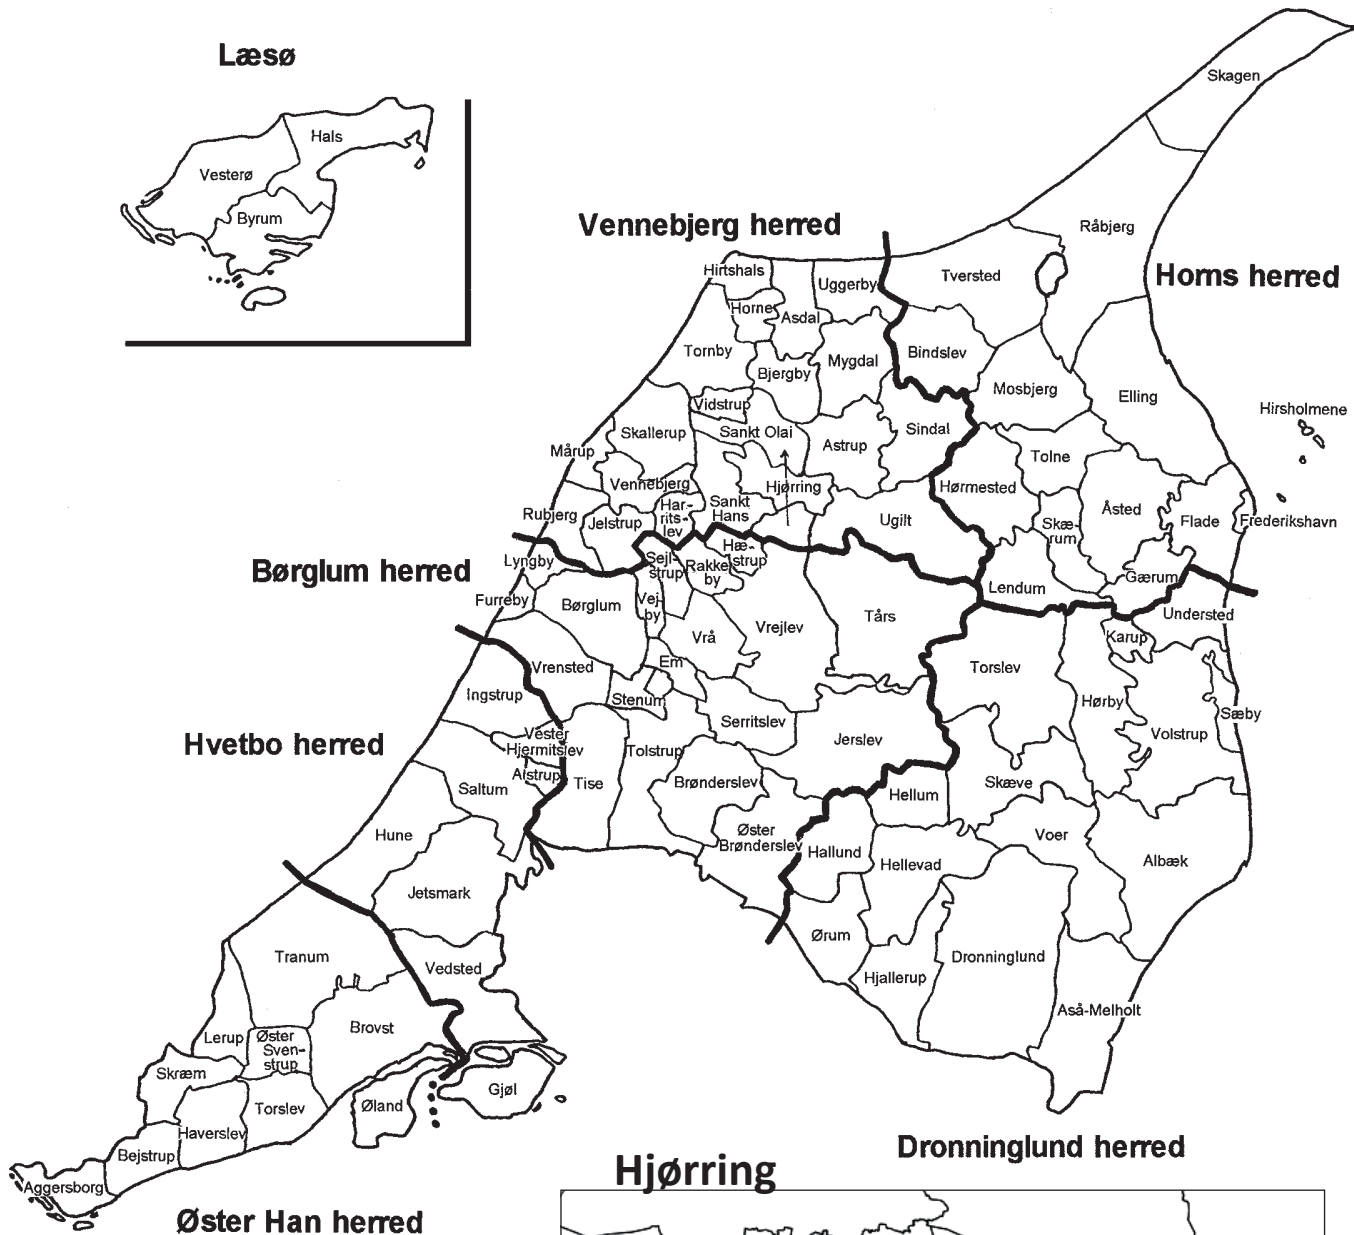 Læsø
Skagen
Hals
Vesterø
Byrum
Vennebjerg herred
Råbjerg
Hirtshals
Uggerby
Tversted
Horns herred
Horne
Asdal
Tornby
Bjergby
Mygdal
Bindslev
Mosbjerg
Elling
Hirsholmene
Vidstrup
Skallerup
Sankt Olai
Astrup
Sindal
Mårup
Tolne
Vennebjerg
Hjørring
Hørmested
Rubjerg
Jelstrup
Har-
rits-
lev
Sankt
Hans
Ugilt
Skæ-
rum
Åsted
Flade
Frederikshavn
Børglum herred
Lyngby
Sejl-
strup
Rakke
by
Hæ-
strup
Lendum
Gærum
Furreby
Børglum
Vej-
by
Vrå
Vrejlev
Tårs
Understed
Karup
Vrensted
Em
Torslev
Ingstrup
Stenum
Hørby
Sæby
Serritslev
Hvetbo herred
Vester
Hjermitslev
Tolstrup
Jerslev
Volstrup
Alstrup
Saltum
Tise
Brønderslev
Hellum
Skæve
Hune
Øster
Brønderslev
Hallund
Hellevad
Voer
Albæk
Jetsmark
Ørum
Tranum
Vedsted
Hjallerup
Dronninglund
Aså-Melholt
Lerup
Øster
Sven-
strup
Brovst
Skræm
Gjøl
Torslev
Øland
Haverslev
Bejstrup
Dronninglund herred
Hjørring
Aggersborg
Øster Han herred